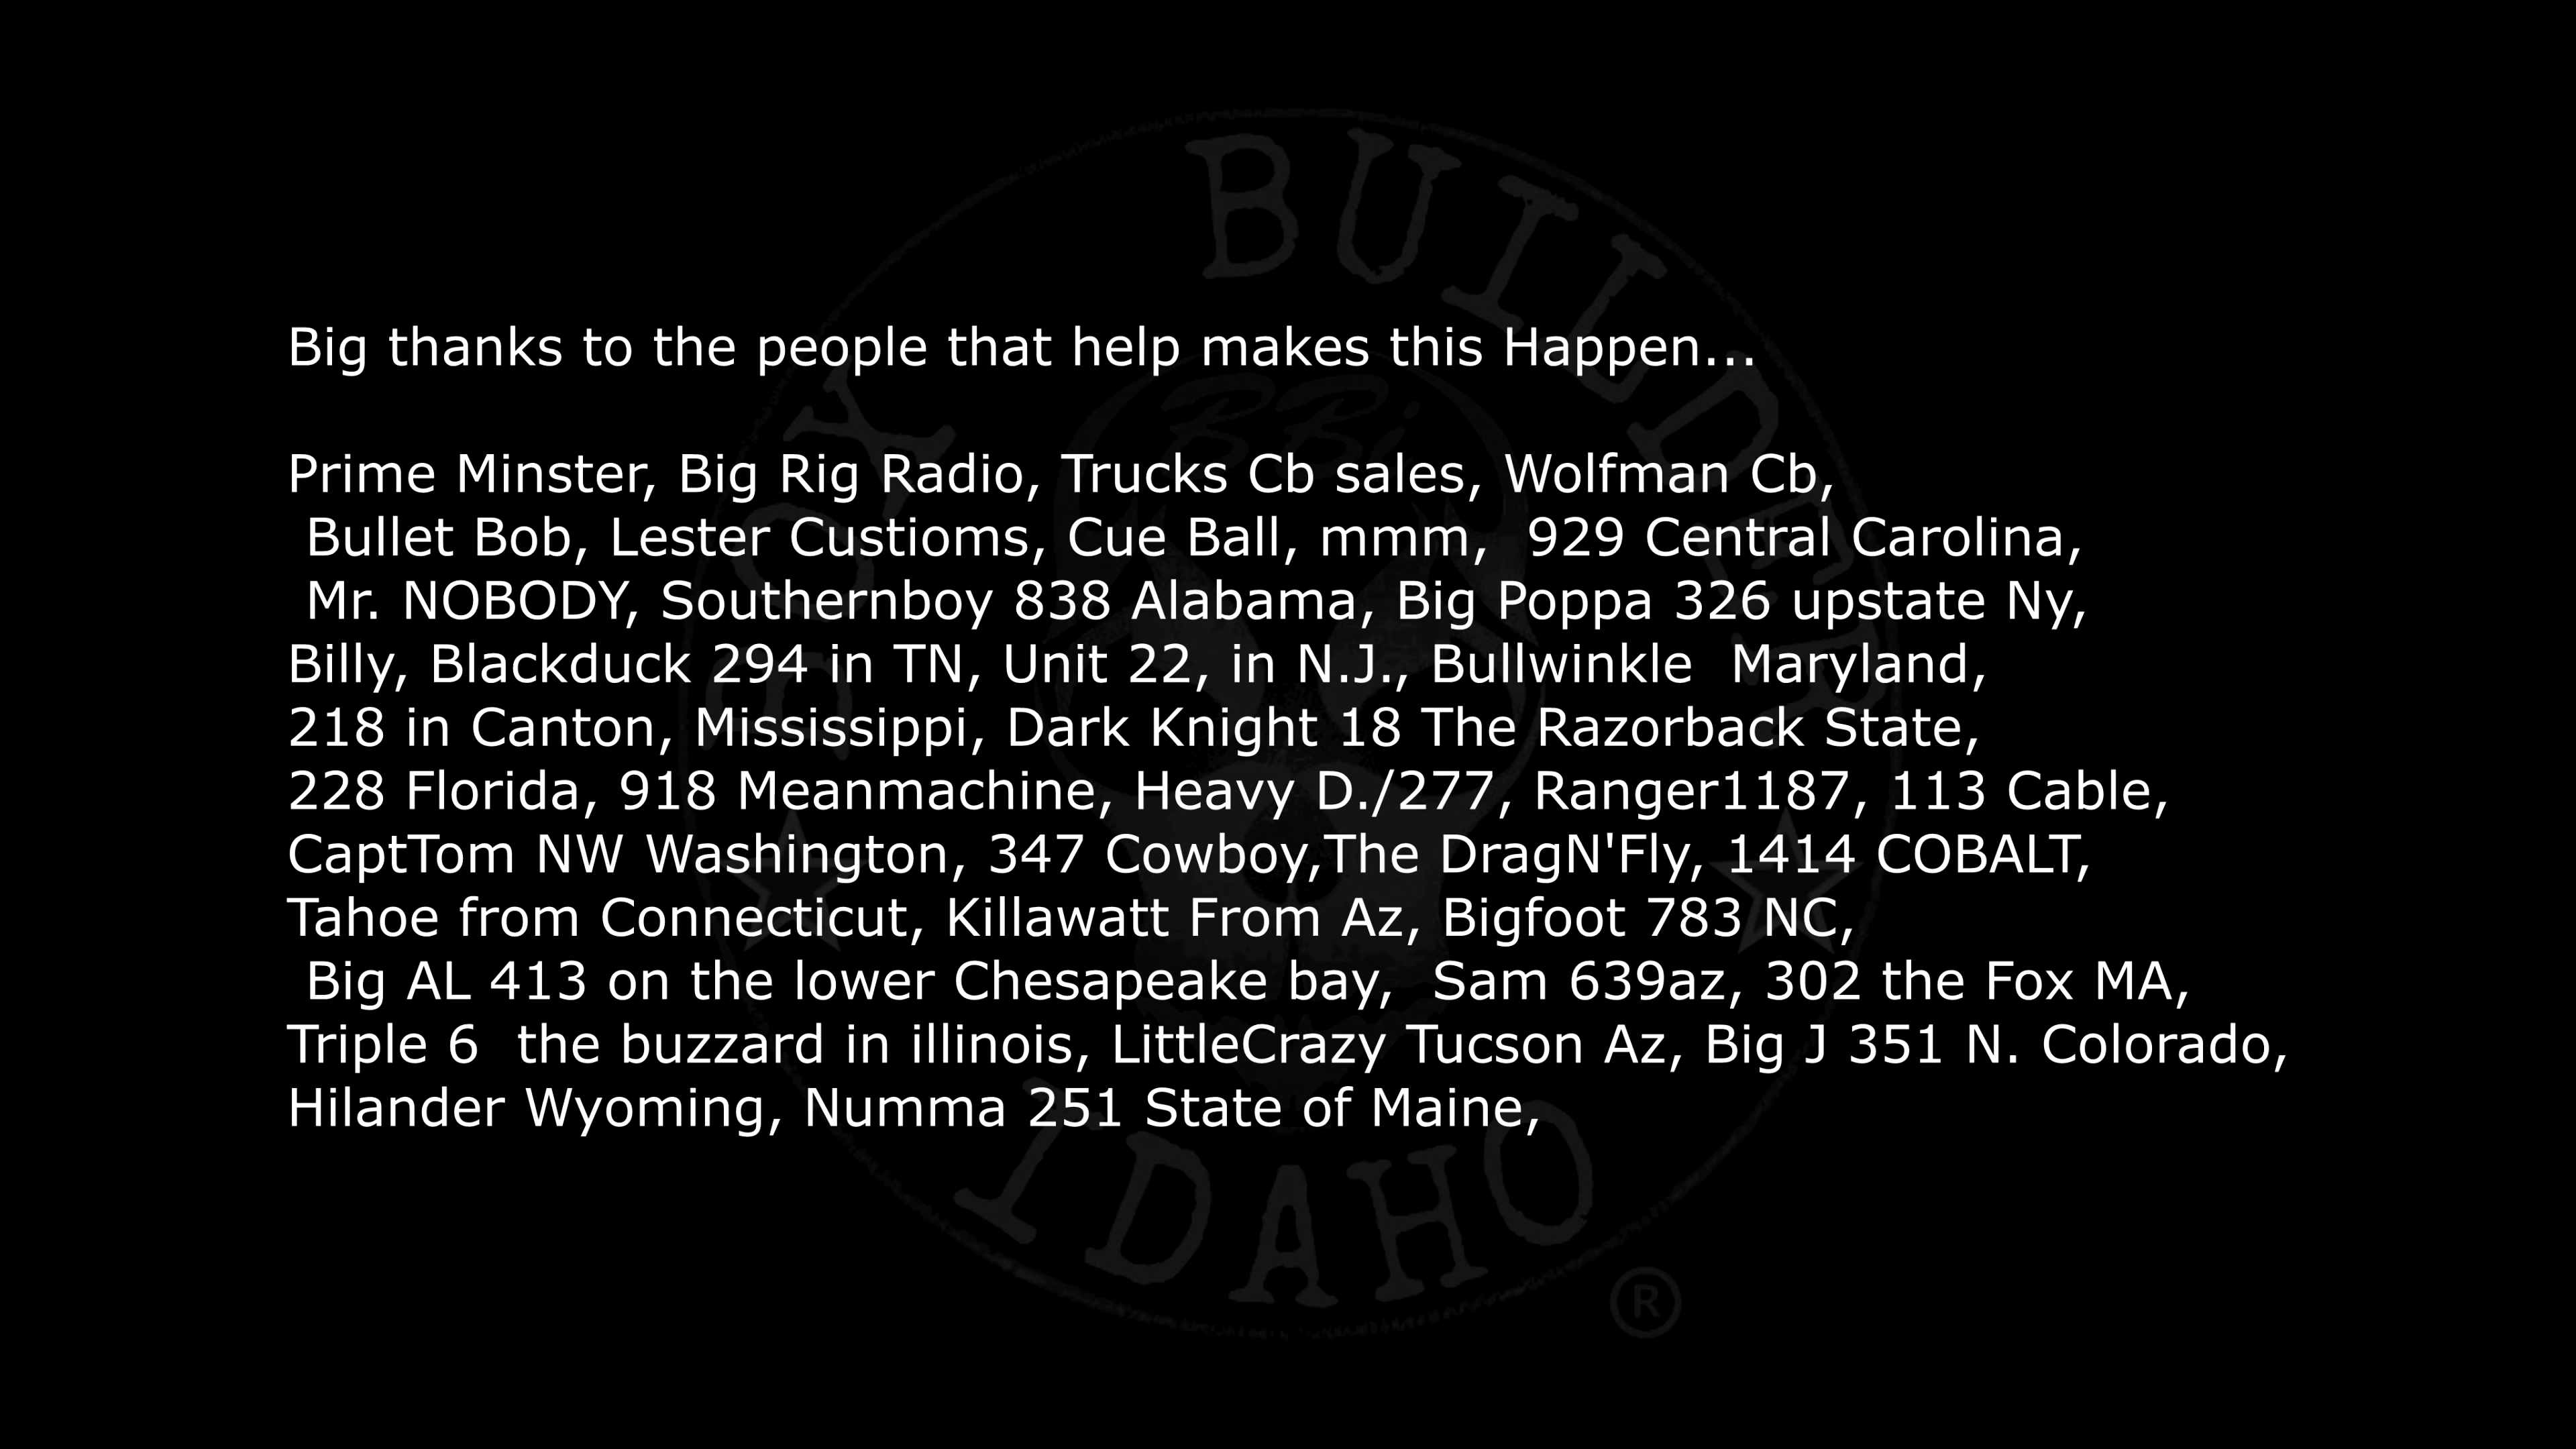 BOX BUILDER
BBi
Big thanks to the people that help makes this Happen...
Prime Minster, Big Rig Radio, Trucks Cb sales, Wolfman Cb,
Bullet Bob, Lester Custioms, Cue Ball, mmm, 929 Central Carolina,
Mr. NOBODY, Southernboy 838 Alabama, Big Poppa 326 upstate Ny,
Billy, Blackduck 294 in TN, Unit 22, in N.J., Bullwinkle Maryland,
218 in Canton, Mississippi, Dark Knight 18 The Razorback State,
228 Florida, 918 Meanmachine, Heavy D./277, Ranger1187, 113 Cable,
CaptTom NW Washington, 347 Cowboy,The DragN'Fly, 1414 COBALT,
Tahoe from Connecticut, Killawatt From Az, Bigfoot 783 NC,
Big AL 413 on the lower Chesapeake bay, Sam 639az, 302 the Fox MA,
Triple 6 the buzzard in illinois, LittleCrazy Tucson Az, Big J 351 N. Colorado,
Hilander Wyoming, Numma 251 State of Maine,
IDAHO
®